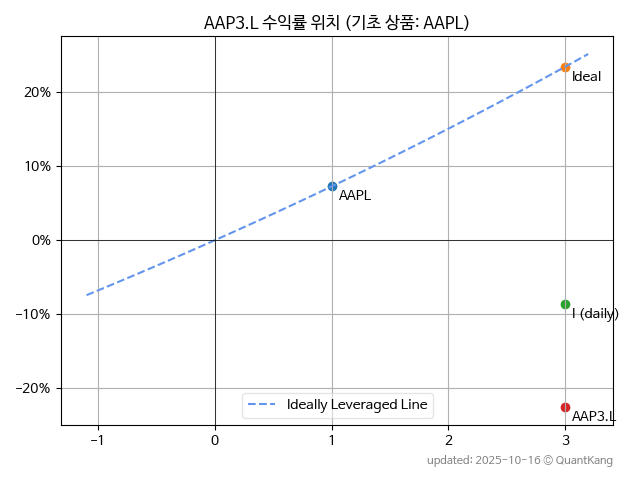 AAP3.L 수익률 위치 (기초 상품: AAPL)
20%
10%
0%
−10%
−20%
Ideal
AAPL
I (daily)
AAP3.L
Ideally Leveraged Line
−1
0
1
2
3
updated: 2025-10-16 © QuantKang